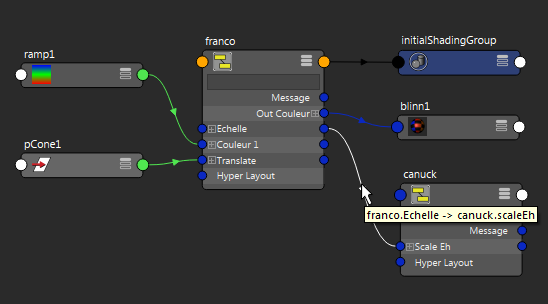 ramp1
pCone1
franco
Message
Out Couleur
Echelle
Couleur 1
Translate
Hyper Layout
initialShadingGroup
blinn1
canuck
franco.Echelle -> canuck.scaleEh
Message
Scale Eh
Hyper Layout